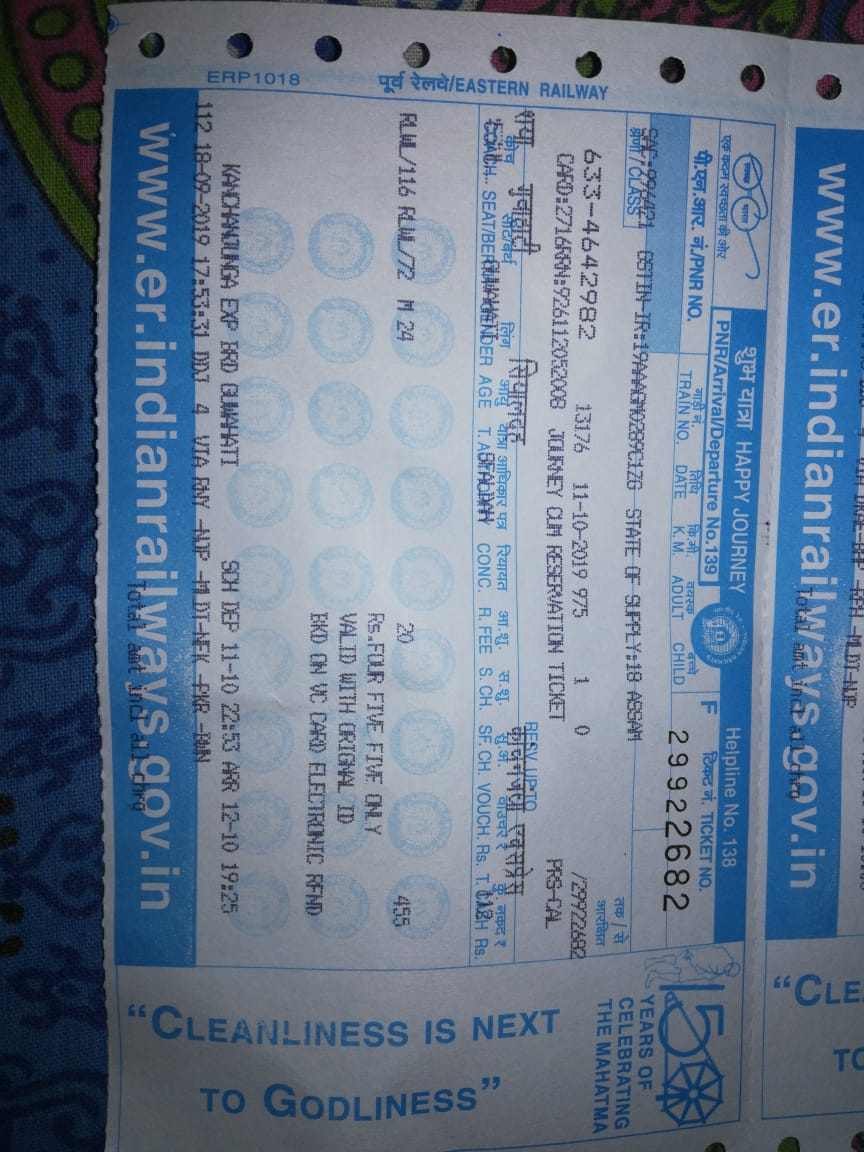 VIA DKAE-BHP -RPH -MLDT-NJP
www.er.indianrailways.gov.in
Total amt incl all chrg
"CLEA
TO
स्वच्छ भारत
एक कदम स्वच्छता की ओर
शुभ यात्रा HAPPY JOURNEY
PNR/Arrival/Departure No.139
Helpline No. 138
पी.एन.आर. नं./PNR NO.
गाड़ी नं. तिथि कि.मी. वयस्क बच्चे
TRAIN NO. DATE K.M. ADULT CHILD
F टिकट नं. TICKET NO.
29922682
SAC:996421 GSTIN-IR:19AAAGM0289C1ZG STATE OF SUPPLY:18 ASSAM
श्रेणी / CLASS
तक / से
आरक्षित
633-4642982 13176 11-10-2019 975 1 0 /29922682
CARD:2716RRN:926112052008 JOURNEY CUM RESERVATION TICKET PRS-CAL
RESV. UP TO
शया गुवाहाटी सियालदह कांचनजंघा एक्सप्रेस
कोच सीट/बर्थ लिंग आयु यात्रा अधिकार पत्र रियायत आ.शु. स.शु. सु.अ. वाउचर ₹ कु. नकद ₹
COACH SEAT/BERTH GENDER AGE T. A CONC. R. FEE S. CH. SF. CH. VOUCH. Rs. T. CASH Rs.
GUWAHATI SEALDAH 112
RLWL/116 RLWL/72 M 24 20 455
Rs.FOUR FIVE FIVE ONLY
VALID WITH ORIGNAL ID
BKD ON VC CARD ELECTRONIC RFND
KANCHANJUNGA EXP BRD GUWAHATI SCH DEP 11-10 22:53 ARR 12-10 19:25
112 18-09-2019 17:53:31 DDJ 4 VIA RNY -NJP -MLDT-NFK -PKR -BWN
www.er.indianrailways.gov.in
Total amt incl all chrg
पूर्व रेलवे/EASTERN RAILWAY
ERP1018
150
YEARS OF
CELEBRATING
THE MAHATMA
"CLEANLINESS IS NEXT
TO GODLINESS"